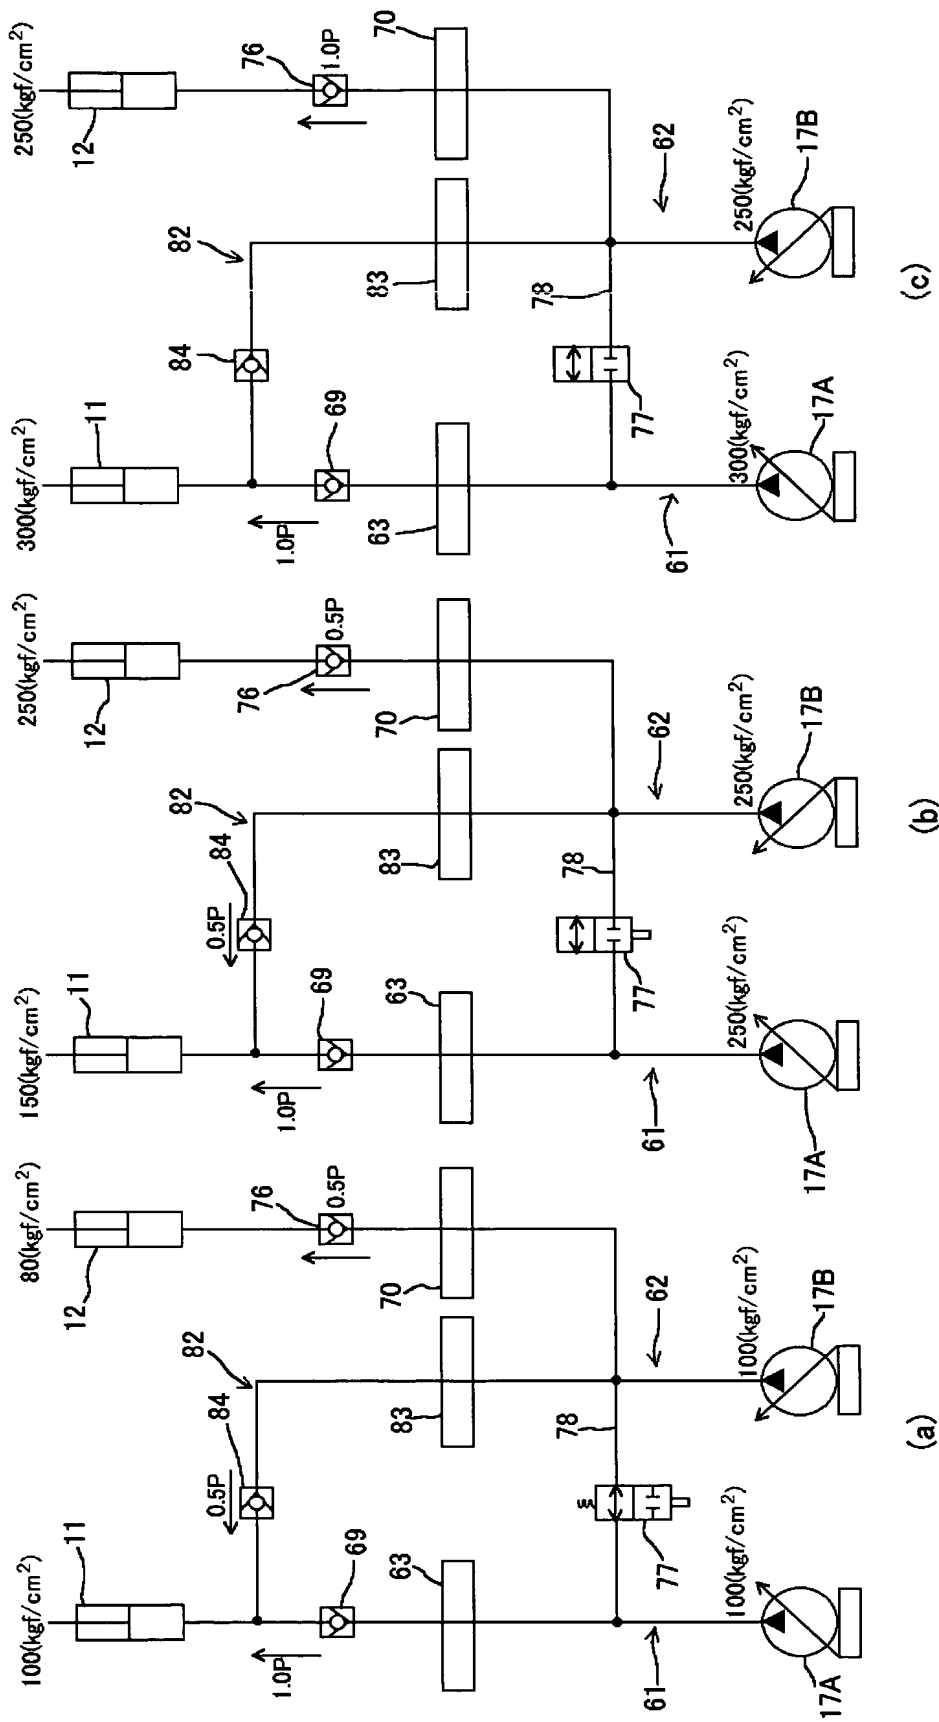 100(kgf/cm²)
11
80(kgf/cm²)
12
82
84
0.5P
76
0.5P
1.0P
69
63
83
70
78
77
62
61
100(kgf/cm²)
17A
100(kgf/cm²)
17B
(a)
150(kgf/cm²)
11
250(kgf/cm²)
12
82
84
0.5P
76
0.5P
1.0P
69
63
83
70
78
77
62
61
250(kgf/cm²)
17A
250(kgf/cm²)
17B
(b)
300(kgf/cm²)
11
250(kgf/cm²)
12
82
84
76
1.0P
1.0P
69
63
83
70
78
77
62
61
300(kgf/cm²)
17A
250(kgf/cm²)
17B
(c)